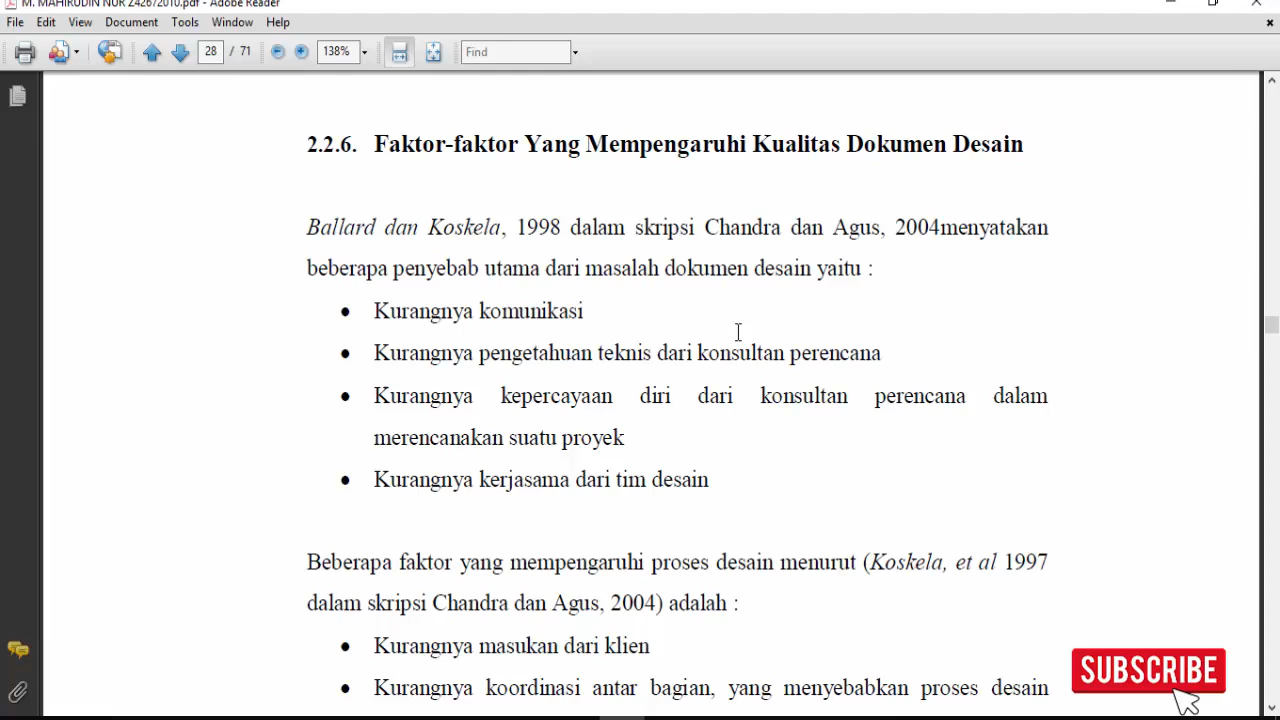 M. MAHIRUDIN NUR Z4267/2010.pdf - Adobe Reader
File Edit View Document Tools Window Help
28 / 71 138% Find
2.2.6. Faktor-faktor Yang Mempengaruhi Kualitas Dokumen Desain
Ballard dan Koskela, 1998 dalam skripsi Chandra dan Agus, 2004menyatakan
beberapa penyebab utama dari masalah dokumen desain yaitu :
• Kurangnya komunikasi
• Kurangnya pengetahuan teknis dari konsultan perencana
• Kurangnya kepercayaan diri dari konsultan perencana dalam
merencanakan suatu proyek
• Kurangnya kerjasama dari tim desain
Beberapa faktor yang mempengaruhi proses desain menurut (Koskela, et al 1997
dalam skripsi Chandra dan Agus, 2004) adalah :
• Kurangnya masukan dari klien
• Kurangnya koordinasi antar bagian, yang menyebabkan proses desain
SUBSCRIBE